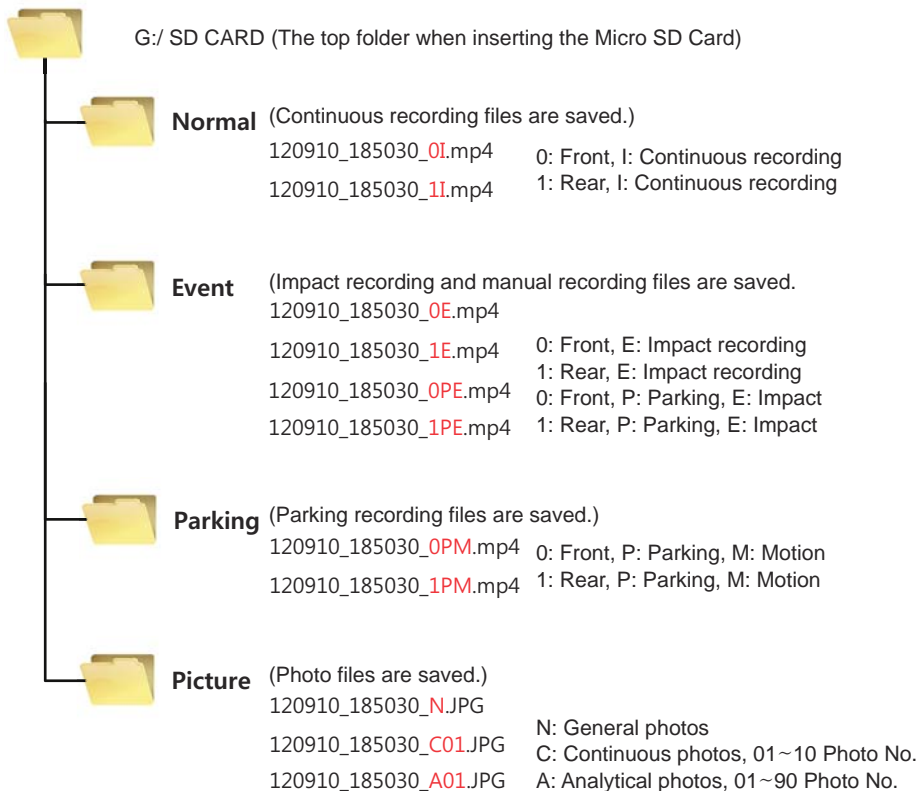 G:/ SD CARD (The top folder when inserting the Micro SD Card)
Normal (Continuous recording files are saved.)
120910_185030_0I.mp4
0: Front, I: Continuous recording
120910_185030_1I.mp4
1: Rear, I: Continuous recording
Event (Impact recording and manual recording files are saved.
120910_185030_0E.mp4
120910_185030_1E.mp4
0: Front, E: Impact recording
1: Rear, E: Impact recording
120910_185030_0PE.mp4
0: Front, P: Parking, E: Impact
120910_185030_1PE.mp4
1: Rear, P: Parking, E: Impact
Parking (Parking recording files are saved.)
120910_185030_0PM.mp4
0: Front, P: Parking, M: Motion
120910_185030_1PM.mp4
1: Rear, P: Parking, M: Motion
Picture (Photo files are saved.)
120910_185030_N.JPG
N: General photos
120910_185030_C01.JPG
C: Continuous photos, 01~10 Photo No.
120910_185030_A01.JPG
A: Analytical photos, 01~90 Photo No.